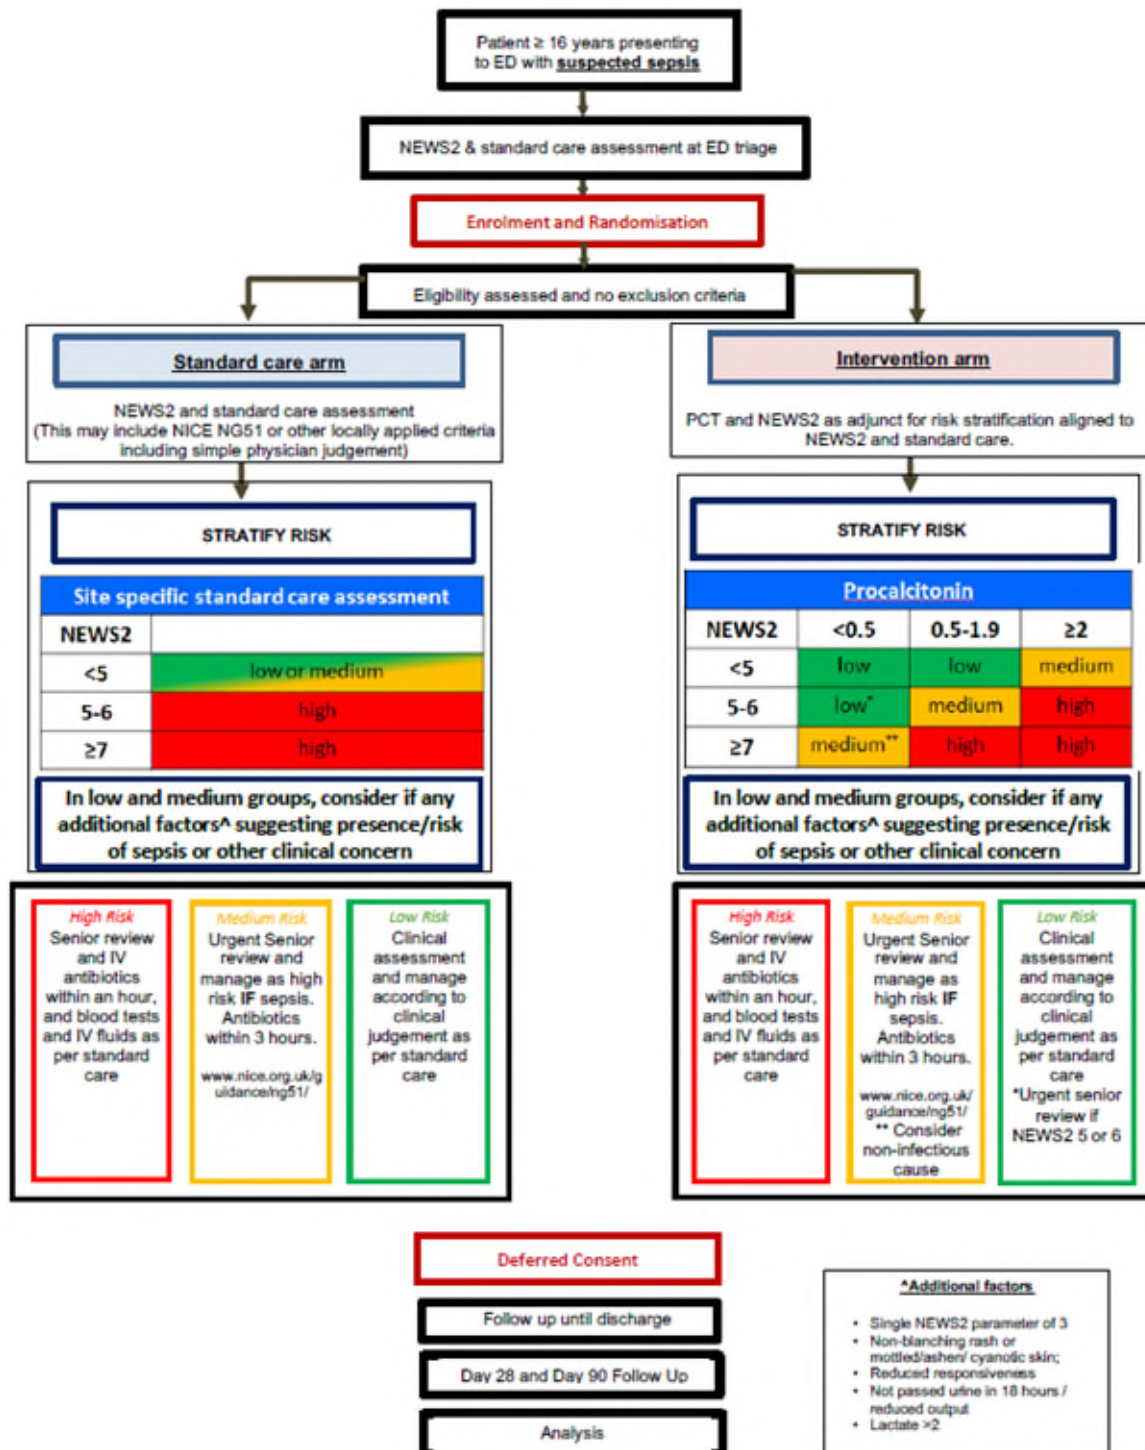 Patient ≥ 16 years presenting
to ED with suspected sepsis
NEWS2 & standard care assessment at ED triage
Enrolment and Randomisation
Eligibility assessed and no exclusion criteria
Standard care arm
NEWS2 and standard care assessment
(This may include NICE NG51 or other locally applied criteria
including simple physician judgement)
STRATIFY RISK
Site specific standard care assessment
NEWS2
<5 low or medium
5-6 high
≥7 high
In low and medium groups, consider if any
additional factors^ suggesting presence/risk
of sepsis or other clinical concern
High Risk
Senior review
and IV
antibiotics
within an hour,
and blood tests
and IV fluids as
per standard
care
Medium Risk
Urgent Senior
review and
manage as high
risk IF sepsis.
Antibiotics
within 3 hours.
www.nice.org.uk/g
uidance/ng51/
Low Risk
Clinical
assessment
and manage
according to
clinical
judgement as
per standard
care
Intervention arm
PCT and NEWS2 as adjunct for risk stratification aligned to
NEWS2 and standard care.
STRATIFY RISK
Procalcitonin
NEWS2 <0.5 0.5-1.9 ≥2
<5 low low medium
5-6 low* medium high
≥7 medium** high high
In low and medium groups, consider if any
additional factors^ suggesting presence/risk
of sepsis or other clinical concern
High Risk
Senior review
and IV
antibiotics
within an hour,
and blood tests
and IV fluids as
per standard
care
Medium Risk
Urgent Senior
review and
manage as
high risk IF
sepsis.
Antibiotics
within 3 hours.
www.nice.org.uk/
guidance/ng51/
** Consider
non-infectious
cause
Low Risk
Clinical
assessment
and manage
according to
clinical
judgement as
per standard
care
*Urgent senior
review if
NEWS2 5 or 6
Deferred Consent
Follow up until discharge
Day 28 and Day 90 Follow Up
Analysis
^Additional factors
• Single NEWS2 parameter of 3
• Non-blanching rash or
mottled/ashen/ cyanotic skin;
• Reduced responsiveness
• Not passed urine in 18 hours /
reduced output
• Lactate >2